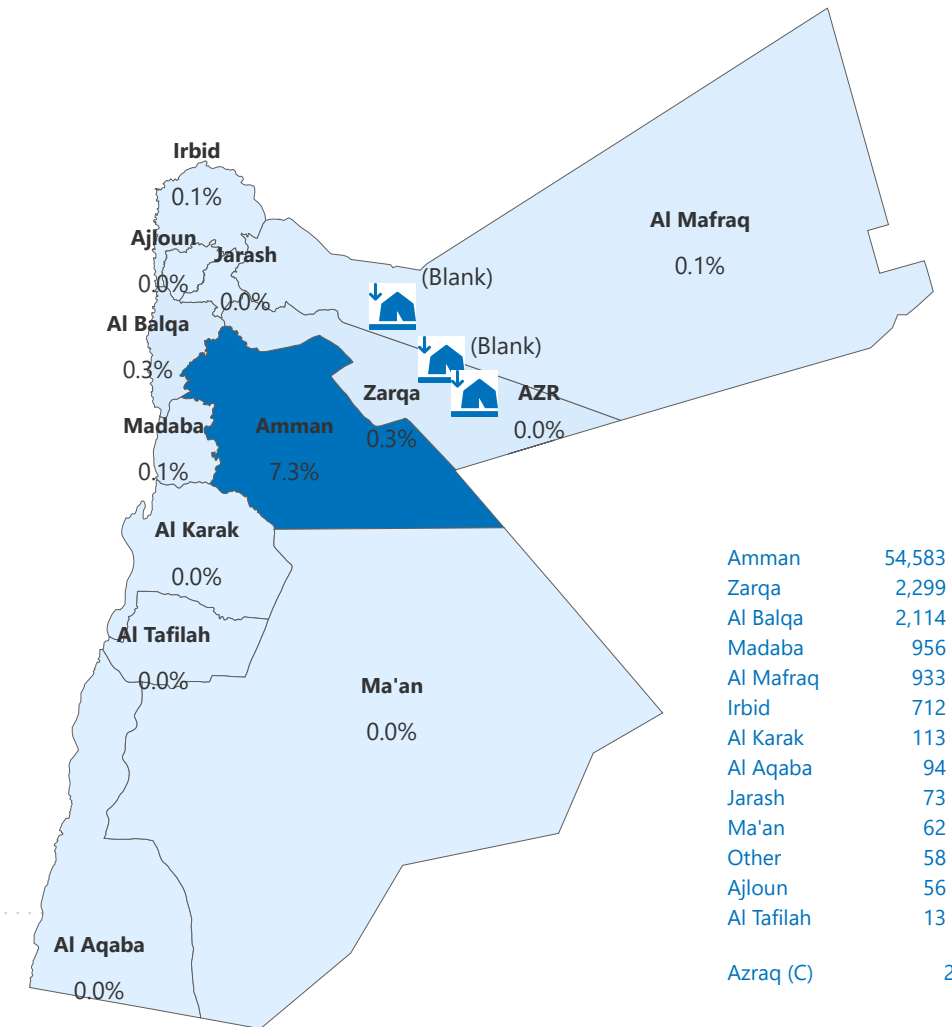 Irbid
0.1%
Al Mafraq
0.1%
Ajloun
0.0%
Jarash
0.0%
(Blank)
Al Balqa
0.3%
(Blank)
Zarqa
0.3%
AZR
0.0%
Madaba
0.1%
Amman
7.3%
Al Karak
0.0%
Al Tafilah
0.0%
Ma'an
0.0%
Al Aqaba
0.0%
Amman 54,583
Zarqa 2,299
Al Balqa 2,114
Madaba 956
Al Mafraq 933
Irbid 712
Al Karak 113
Al Aqaba 94
Jarash 73
Ma'an 62
Other 58
Ajloun 56
Al Tafilah 13
Azraq (C) 2